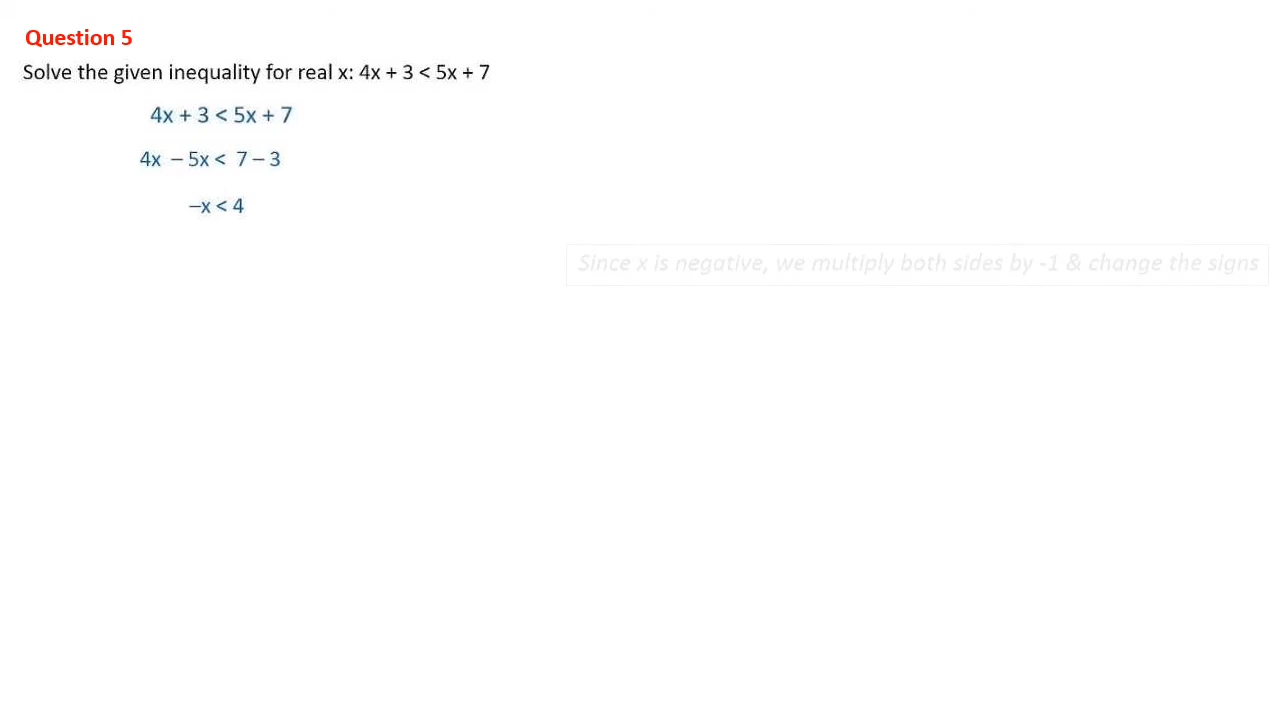 Question 5
Solve the given inequality for real x: 4x + 3 < 5x + 7
4x + 3 < 5x + 7
4x – 5x < 7 – 3
–x < 4
Since x is negative, we multiply both sides by -1 & change the signs